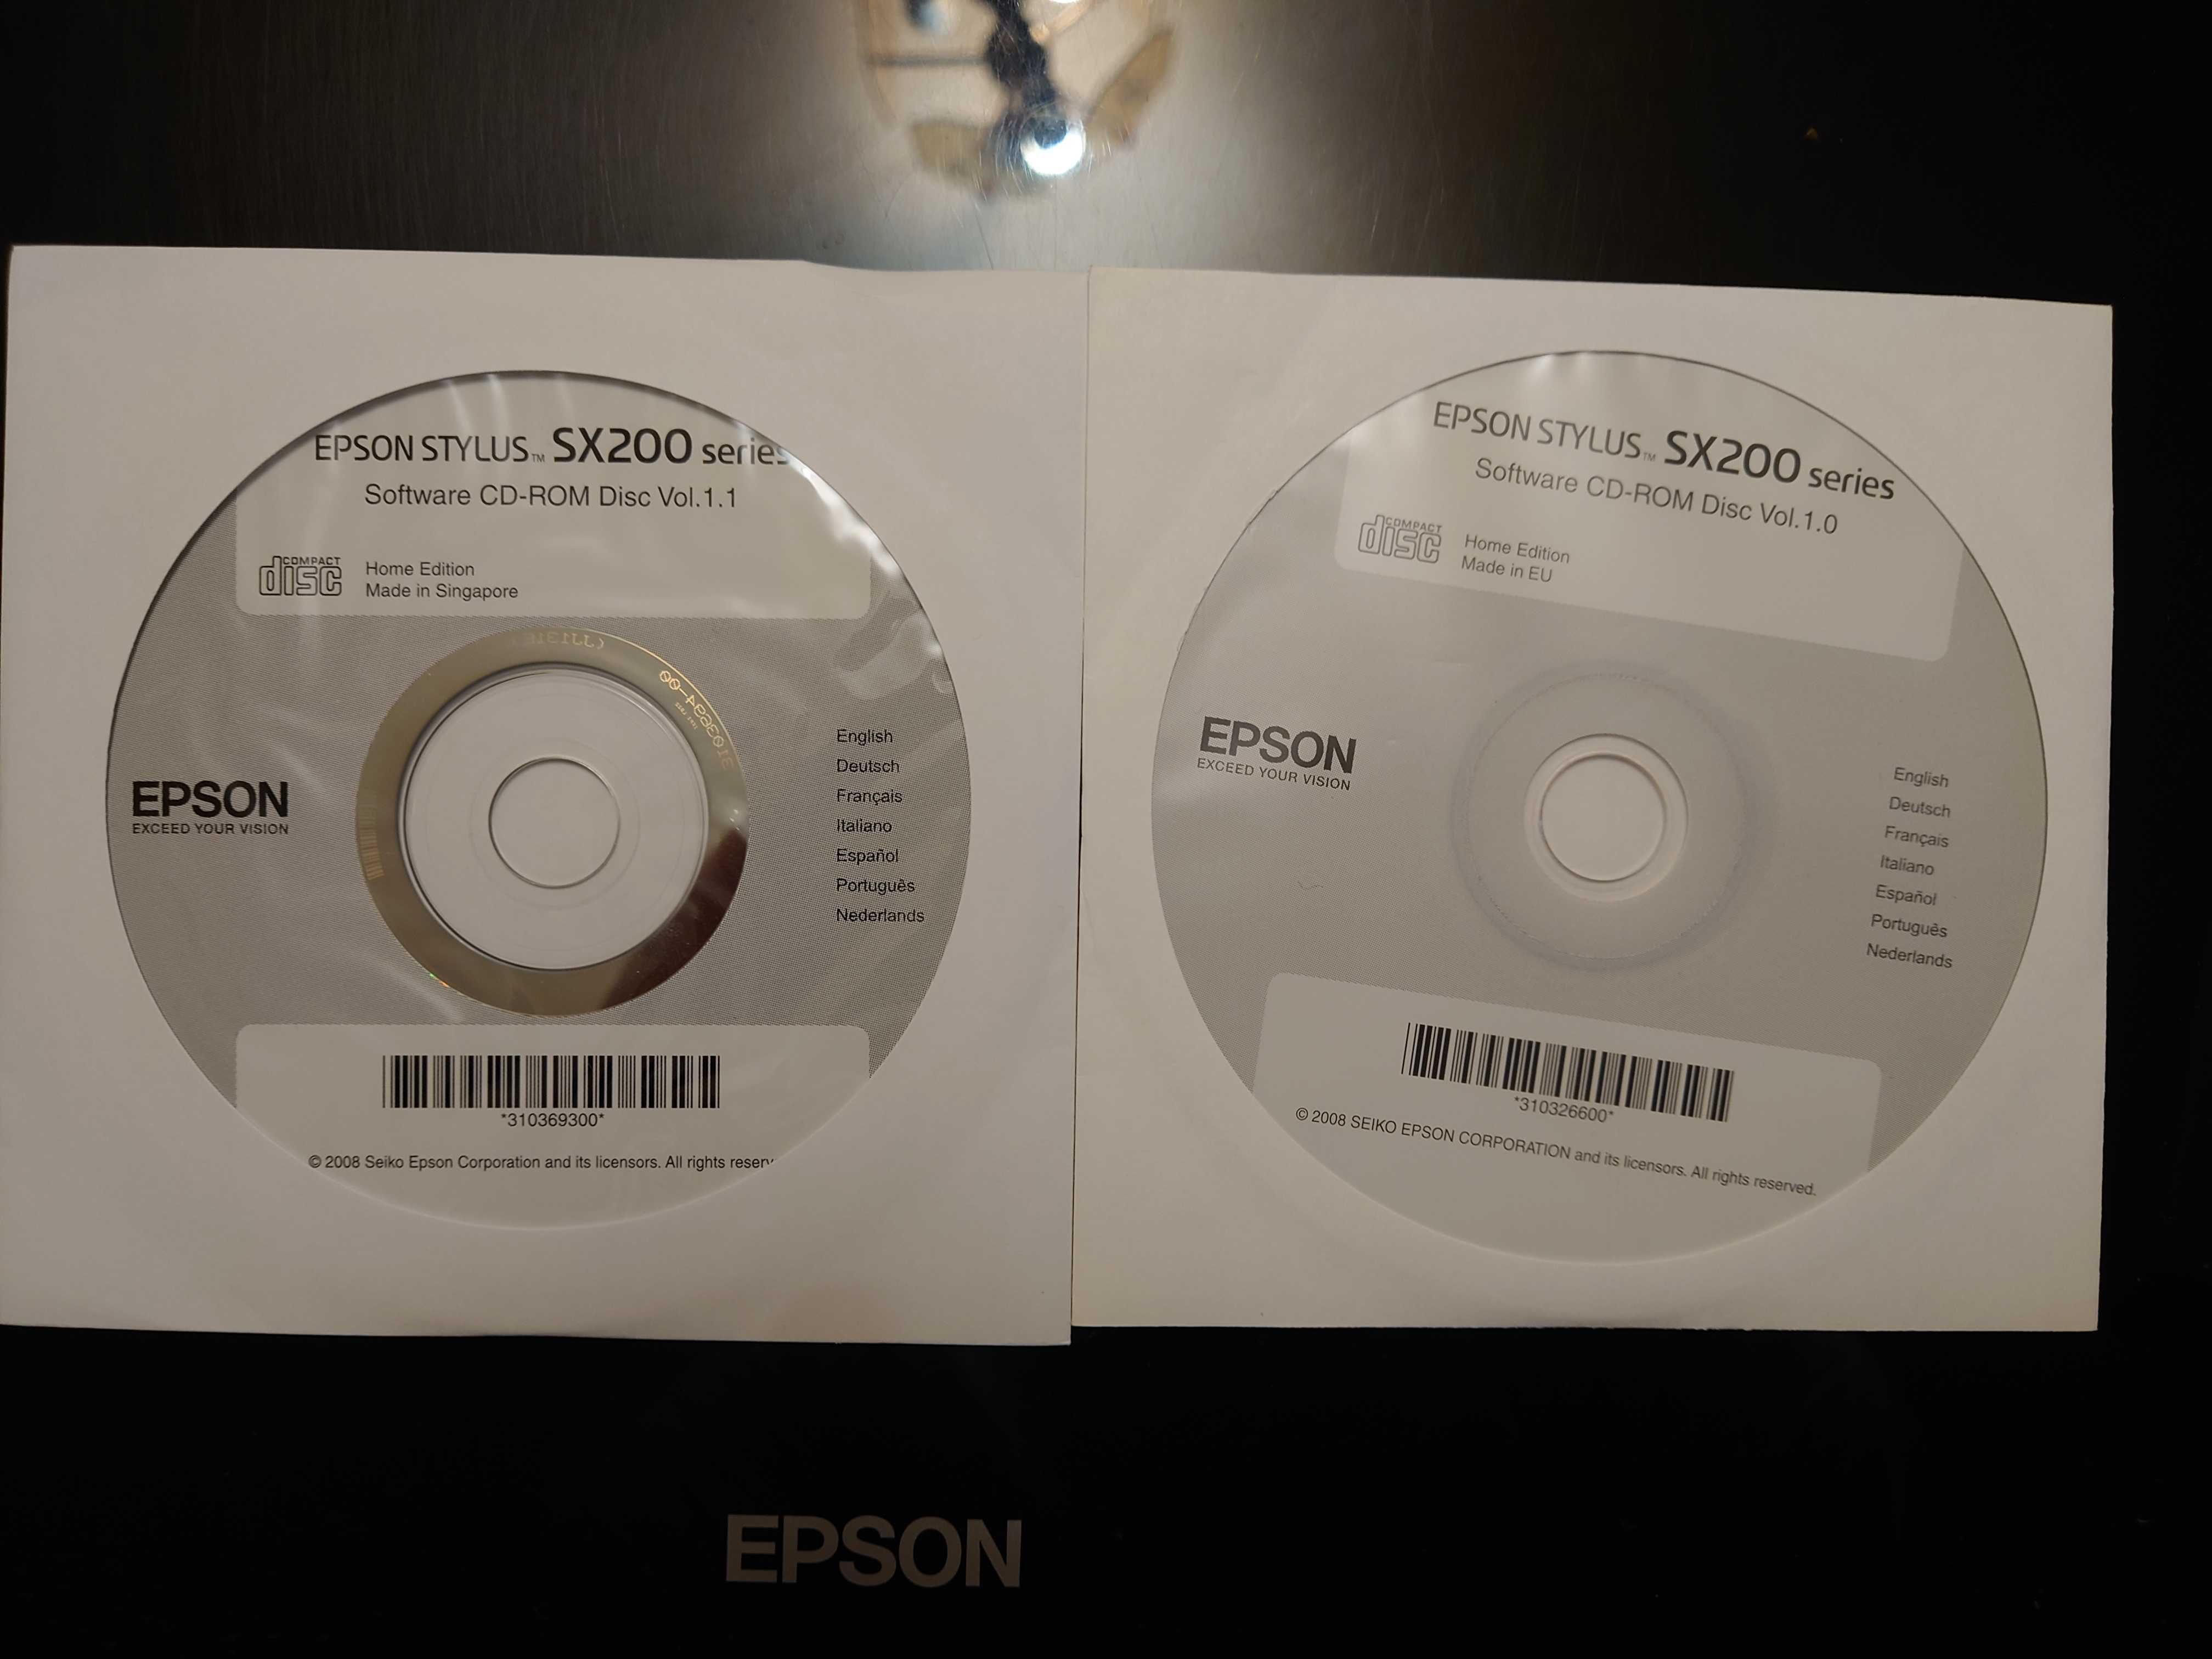 EPSON STYLUS™ SX200 series
Software CD-ROM Disc Vol.1.1
COMPACT
disc
Home Edition
Made in Singapore
EPSON
EXCEED YOUR VISION
English
Deutsch
Français
Italiano
Español
Português
Nederlands
*310369300*
© 2008 Seiko Epson Corporation and its licensors. All rights reserv
EPSON STYLUS™ SX200 series
Software CD-ROM Disc Vol.1.0
COMPACT
disc
Home Edition
Made in EU
EPSON
EXCEED YOUR VISION
English
Deutsch
Français
Italiano
Español
Português
Nederlands
*310326600*
© 2008 SEIKO EPSON CORPORATION and its licensors. All rights reserved.
EPSON